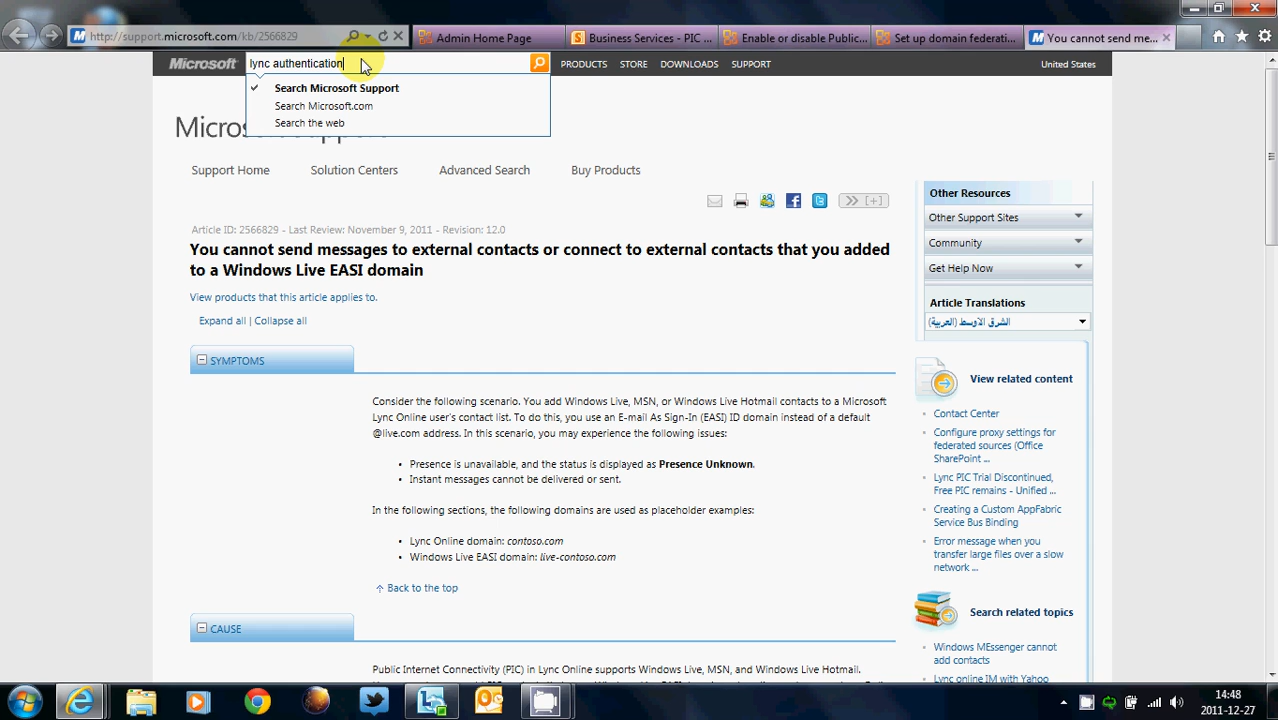 http://support.microsoft.com/kb/2566829
Admin Home Page
Business Services - PIC ...
Enable or disable Public...
Set up domain federati...
You cannot send me...
Microsoft
lync authentication
PRODUCTS
STORE
DOWNLOADS
SUPPORT
United States
Search Microsoft Support
Search Microsoft.com
Search the web
Support Home
Solution Centers
Advanced Search
Buy Products
[+]
Article ID: 2566829 - Last Review: November 9, 2011 - Revision: 12.0
You cannot send messages to external contacts or connect to external contacts that you added
to a Windows Live EASI domain
View products that this article applies to.
Expand all | Collapse all
SYMPTOMS
Consider the following scenario. You add Windows Live, MSN, or Windows Live Hotmail contacts to a Microsoft
Lync Online user's contact list. To do this, you use an E-mail As Sign-In (EASI) ID domain instead of a default
@live.com address. In this scenario, you may experience the following issues:
• Presence is unavailable, and the status is displayed as Presence Unknown.
• Instant messages cannot be delivered or sent.
In the following sections, the following domains are used as placeholder examples:
• Lync Online domain: contoso.com
• Windows Live EASI domain: live-contoso.com
Back to the top
CAUSE
Public Internet Connectivity (PIC) in Lync Online supports Windows Live, MSN, and Windows Live Hotmail.
Other Resources
Other Support Sites
Community
Get Help Now
Article Translations
الشرق الاوسط (العربية)
View related content
Contact Center
Configure proxy settings for
federated sources (Office
SharePoint ...
Lync PIC Trial Discontinued,
Free PIC remains - Unified ...
Creating a Custom AppFabric
Service Bus Binding
Error message when you
transfer large files over a slow
network ...
Search related topics
Windows MEssenger cannot
add contacts
Lync online IM with Yahoo
14:48
2011-12-27